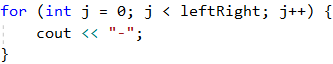 for (int j = 0; j < leftRight; j++) {
    cout << "-";
}